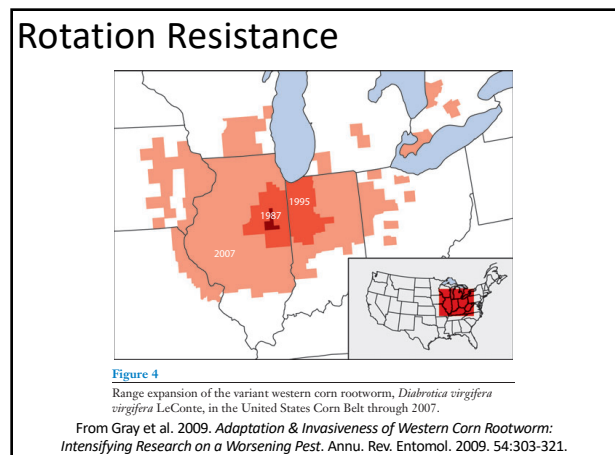 Rotation Resistance
1995
1987
2007
Figure 4
Range expansion of the variant western corn rootworm, Diabrotica virgifera
virgifera LeConte, in the United States Corn Belt through 2007.
From Gray et al. 2009. Adaptation & Invasiveness of Western Corn Rootworm:
Intensifying Research on a Worsening Pest. Annu. Rev. Entomol. 2009. 54:303-321.